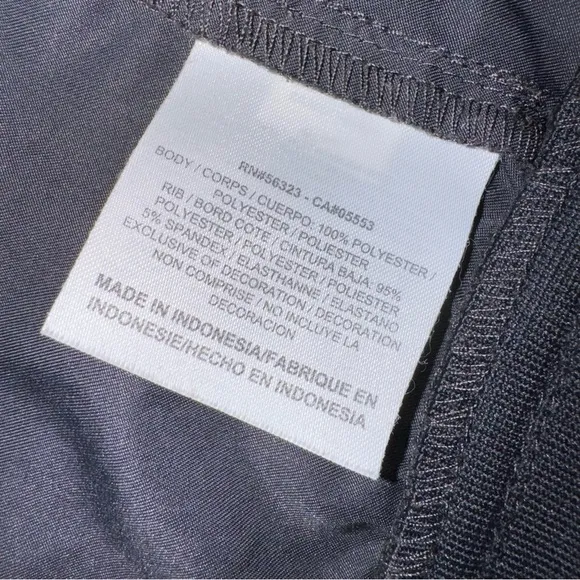 RN#56323 - CA#05553
BODY / CORPS / CUERPO: 100% POLYESTER /
POLYESTER / POLIESTER
RIB / BORD COTE / CINTURA BAJA: 95%
POLYESTER / POLYESTER / POLIESTER
5% SPANDEX / ELASTHANNE / ELASTANO
EXCLUSIVE OF DECORATION / DECORATION
NON COMPRISE / NO INCLUYE LA
DECORACION
MADE IN INDONESIA/FABRIQUE EN
INDONESIE/HECHO EN INDONESIA